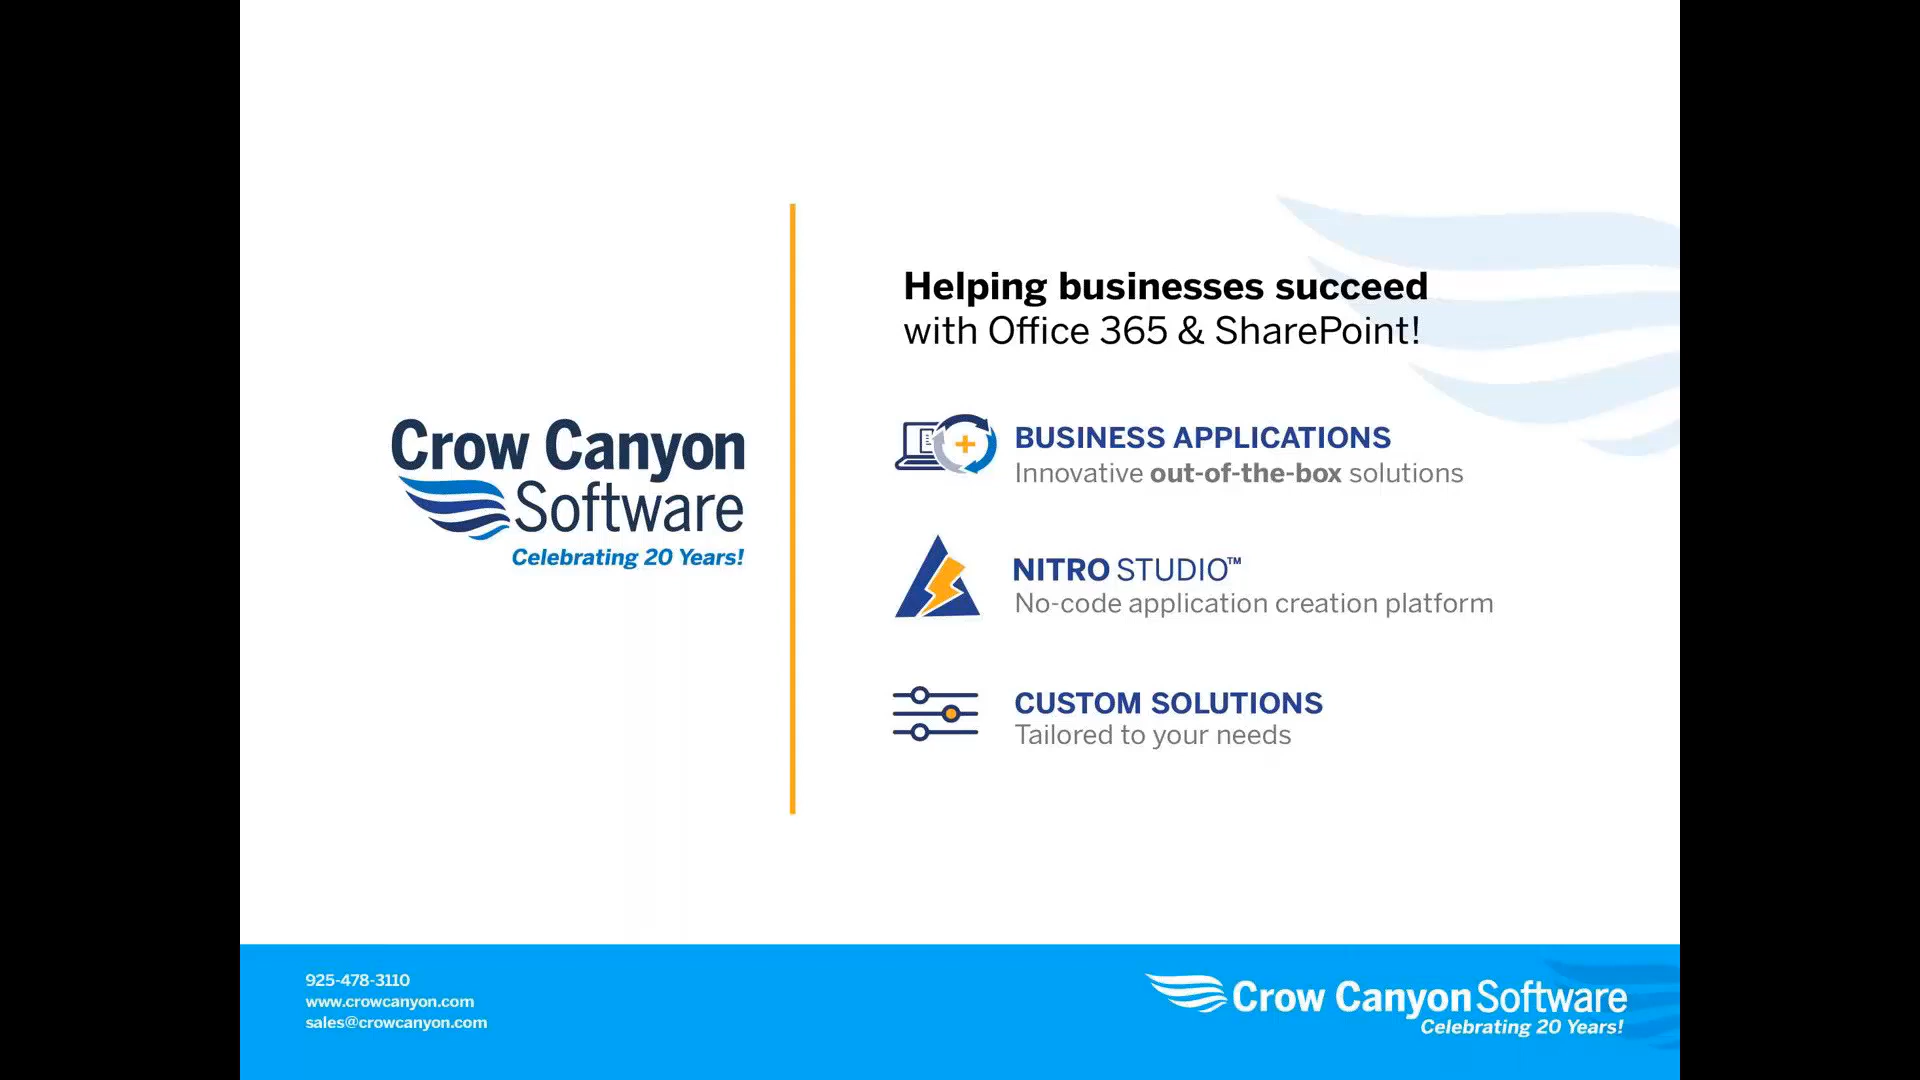 Crow Canyon
Software
Celebrating 20 Years!
Helping businesses succeed
with Office 365 & SharePoint!
BUSINESS APPLICATIONS
Innovative out-of-the-box solutions
NITRO STUDIO™
No-code application creation platform
CUSTOM SOLUTIONS
Tailored to your needs
925-478-3110
www.crowcanyon.com
sales@crowcanyon.com
Crow Canyon Software
Celebrating 20 Years!